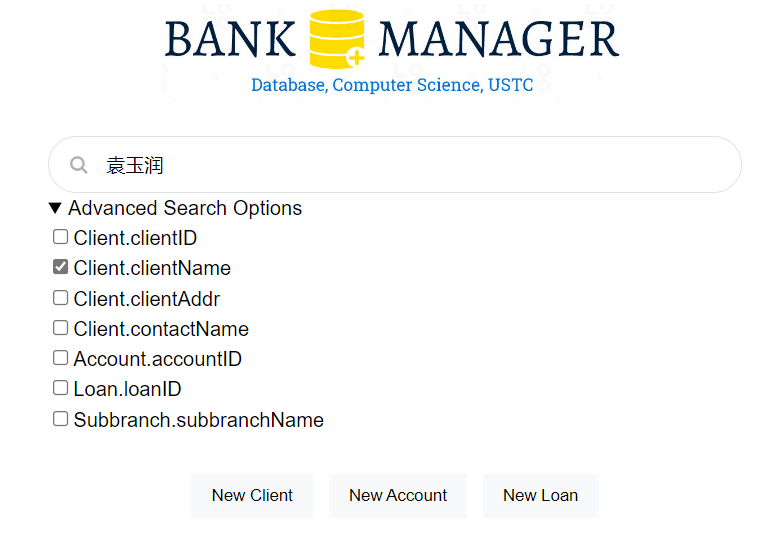 BANK MANAGER
Database, Computer Science, USTC
袁玉润
Advanced Search Options
Client.clientID
Client.clientName
Client.clientAddr
Client.contactName
Account.accountID
Loan.loanID
Subbranch.subbranchName
New Client New Account New Loan